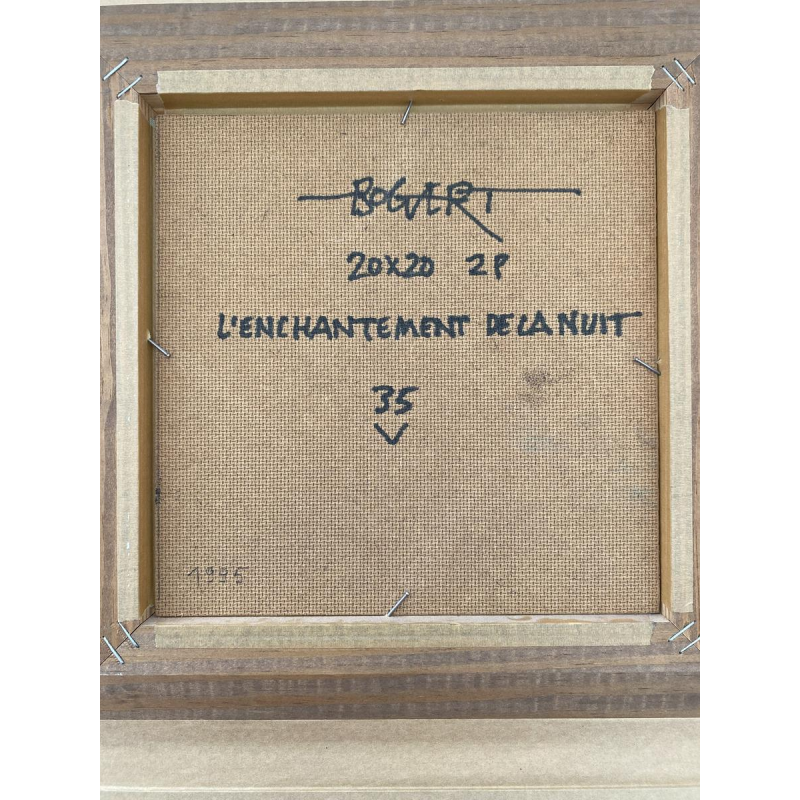 BOGART
20X20 2P
L'ENCHANTEMENT DE LA NUIT
35
1995